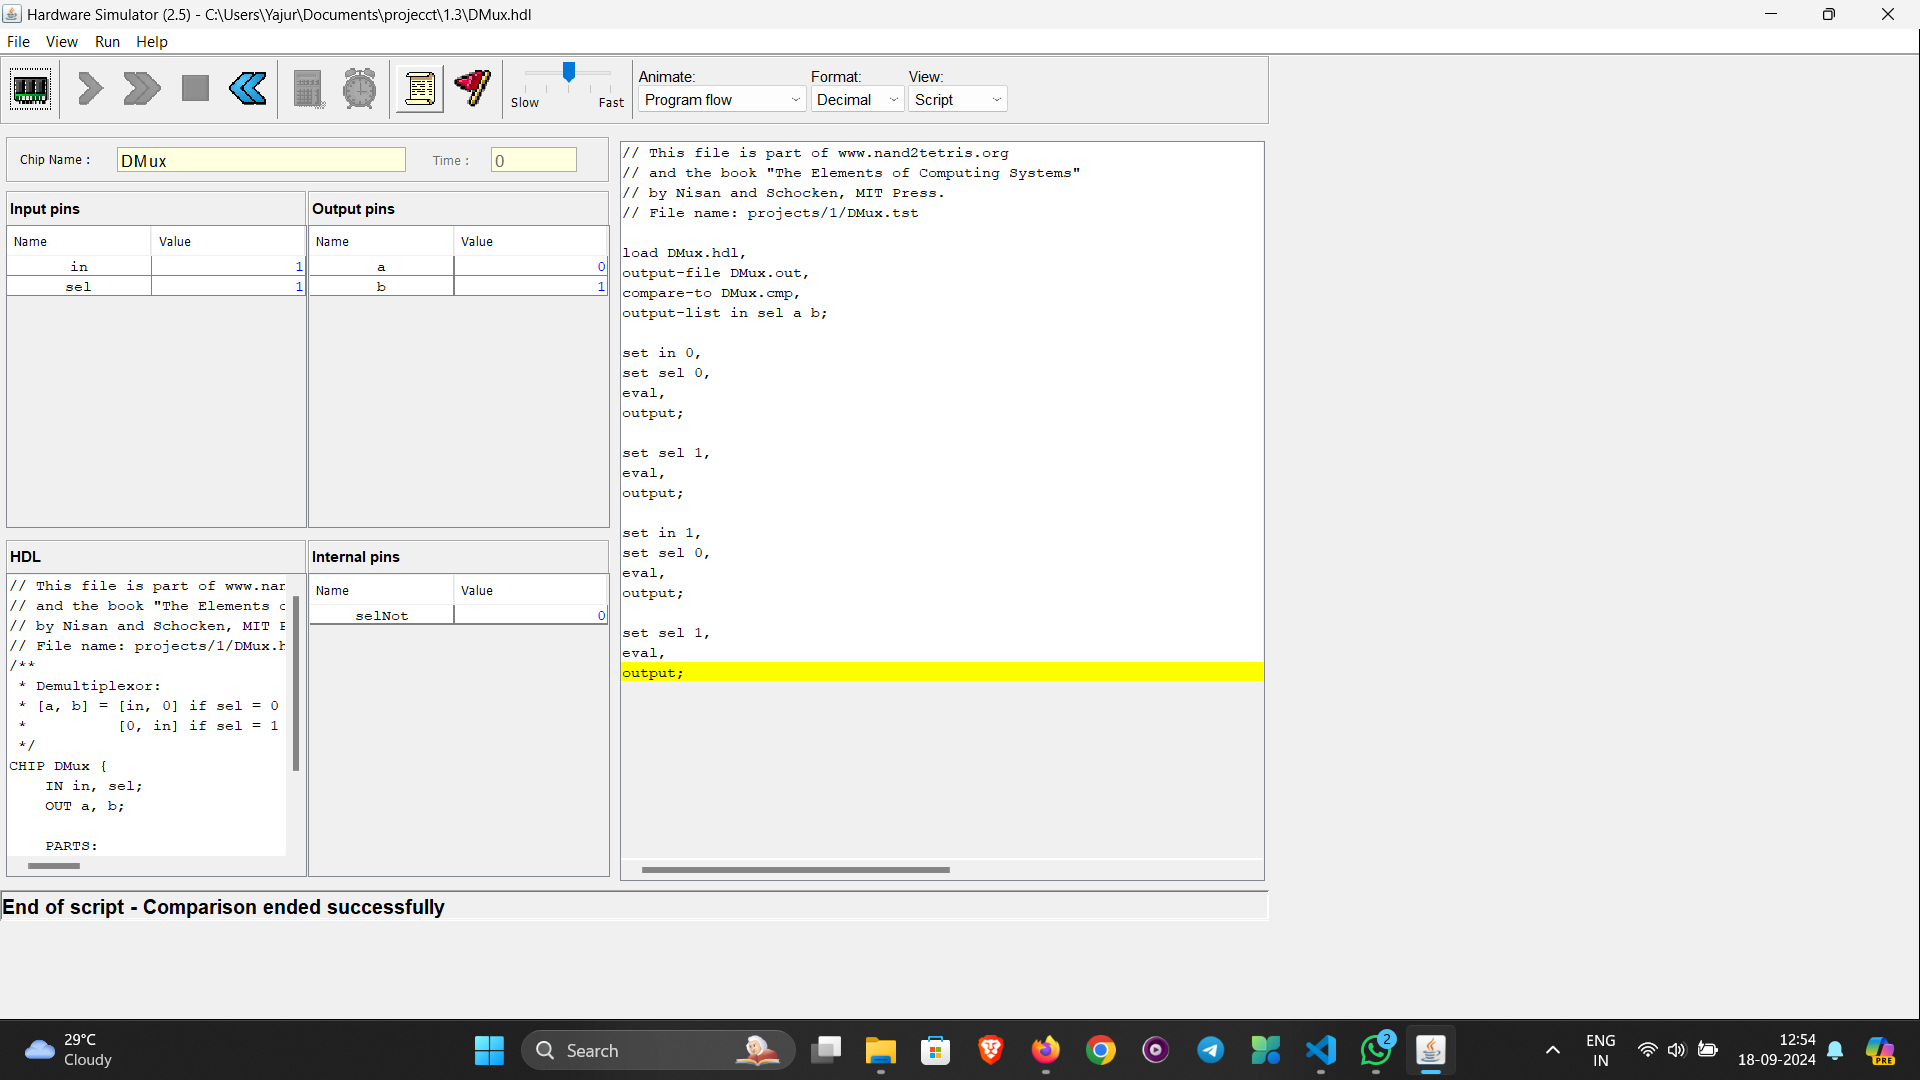 Hardware Simulator (2.5) - C:\Users\Yajur\Documents\projecct\1.3\DMux.hdl
File View Run Help
Slow Fast
Animate: Format: View:
Program flow Decimal Script
Chip Name : DMux Time : 0
Input pins
Name Value
in 1
sel 1
Output pins
Name Value
a 0
b 1
HDL
// This file is part of www.nan
// and the book "The Elements o
// by Nisan and Schocken, MIT P
// File name: projects/1/DMux.h
/**
* Demultiplexor:
* [a, b] = [in, 0] if sel = 0
* [0, in] if sel = 1
*/
CHIP DMux {
IN in, sel;
OUT a, b;
PARTS:
Internal pins
Name Value
selNot 0
// This file is part of www.nand2tetris.org
// and the book "The Elements of Computing Systems"
// by Nisan and Schocken, MIT Press.
// File name: projects/1/DMux.tst
load DMux.hdl,
output-file DMux.out,
compare-to DMux.cmp,
output-list in sel a b;
set in 0,
set sel 0,
eval,
output;
set sel 1,
eval,
output;
set in 1,
set sel 0,
eval,
output;
set sel 1,
eval,
output;
End of script - Comparison ended successfully
29°C
Cloudy
Search
2
ENG
IN
12:54
18-09-2024
PRE